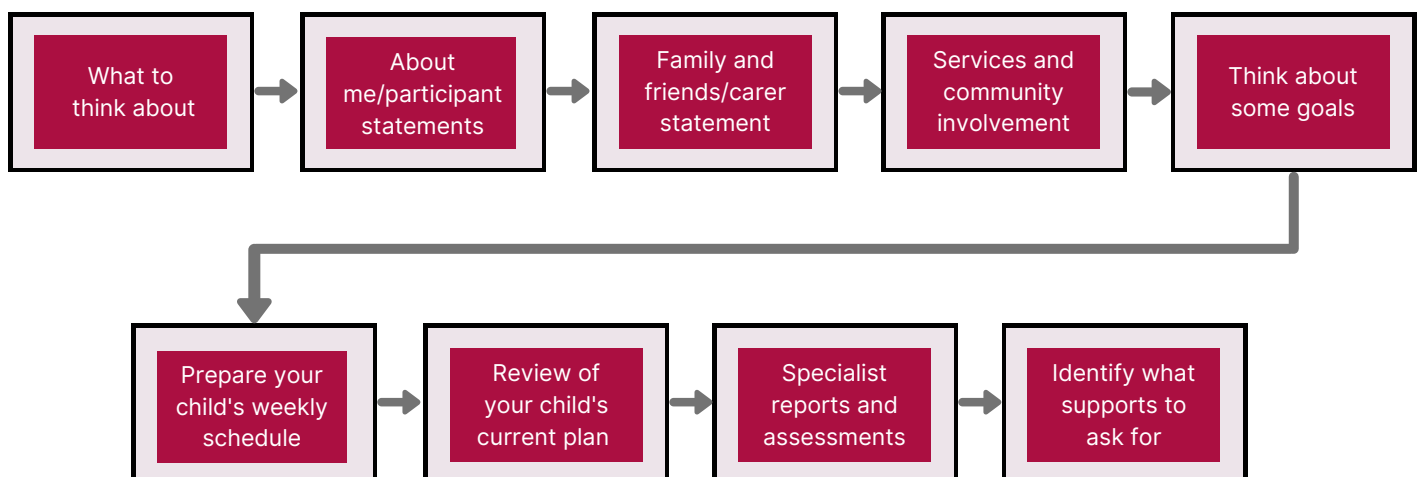 What to
think about
About
me/participant
statements
Family and
friends/carer
statement
Services and
community
involvement
Think about
some goals
Prepare your
child's weekly
schedule
Review of
your child's
current plan
Specialist
reports and
assessments
Identify what
supports to
ask for